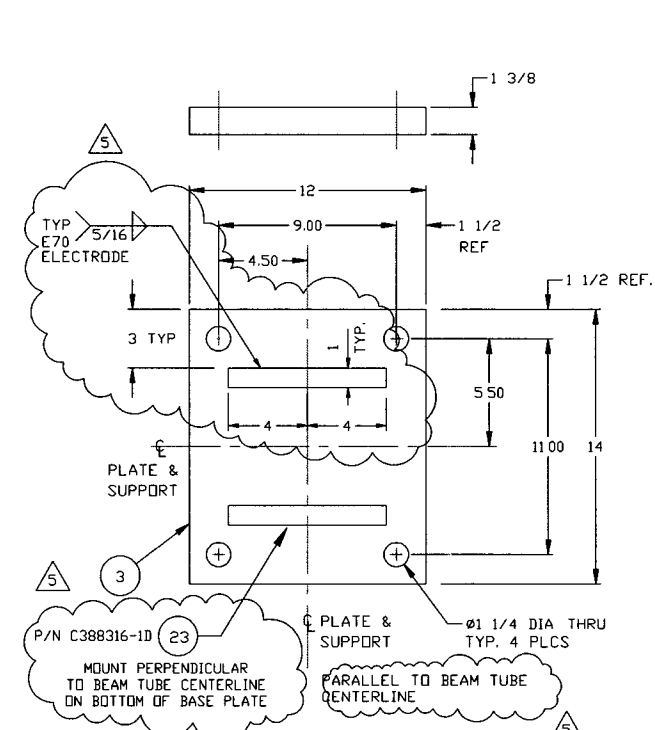 1 3/8
5
12
TYP
E70
ELECTRODE
5/16
9.00
1 1/2
REF
4.50
1 1/2 REF.
3 TYP
1
TYP.
5.50
4
4
℄
PLATE &
SUPPORT
11.00
14
5
3
P/N C388316-1D
23
MOUNT PERPENDICULAR
TO BEAM TUBE CENTERLINE
ON BOTTOM OF BASE PLATE
℄ PLATE &
SUPPORT
ø1 1/4 DIA THRU
TYP. 4 PLCS
PARALLEL TO BEAM TUBE
CENTERLINE
5